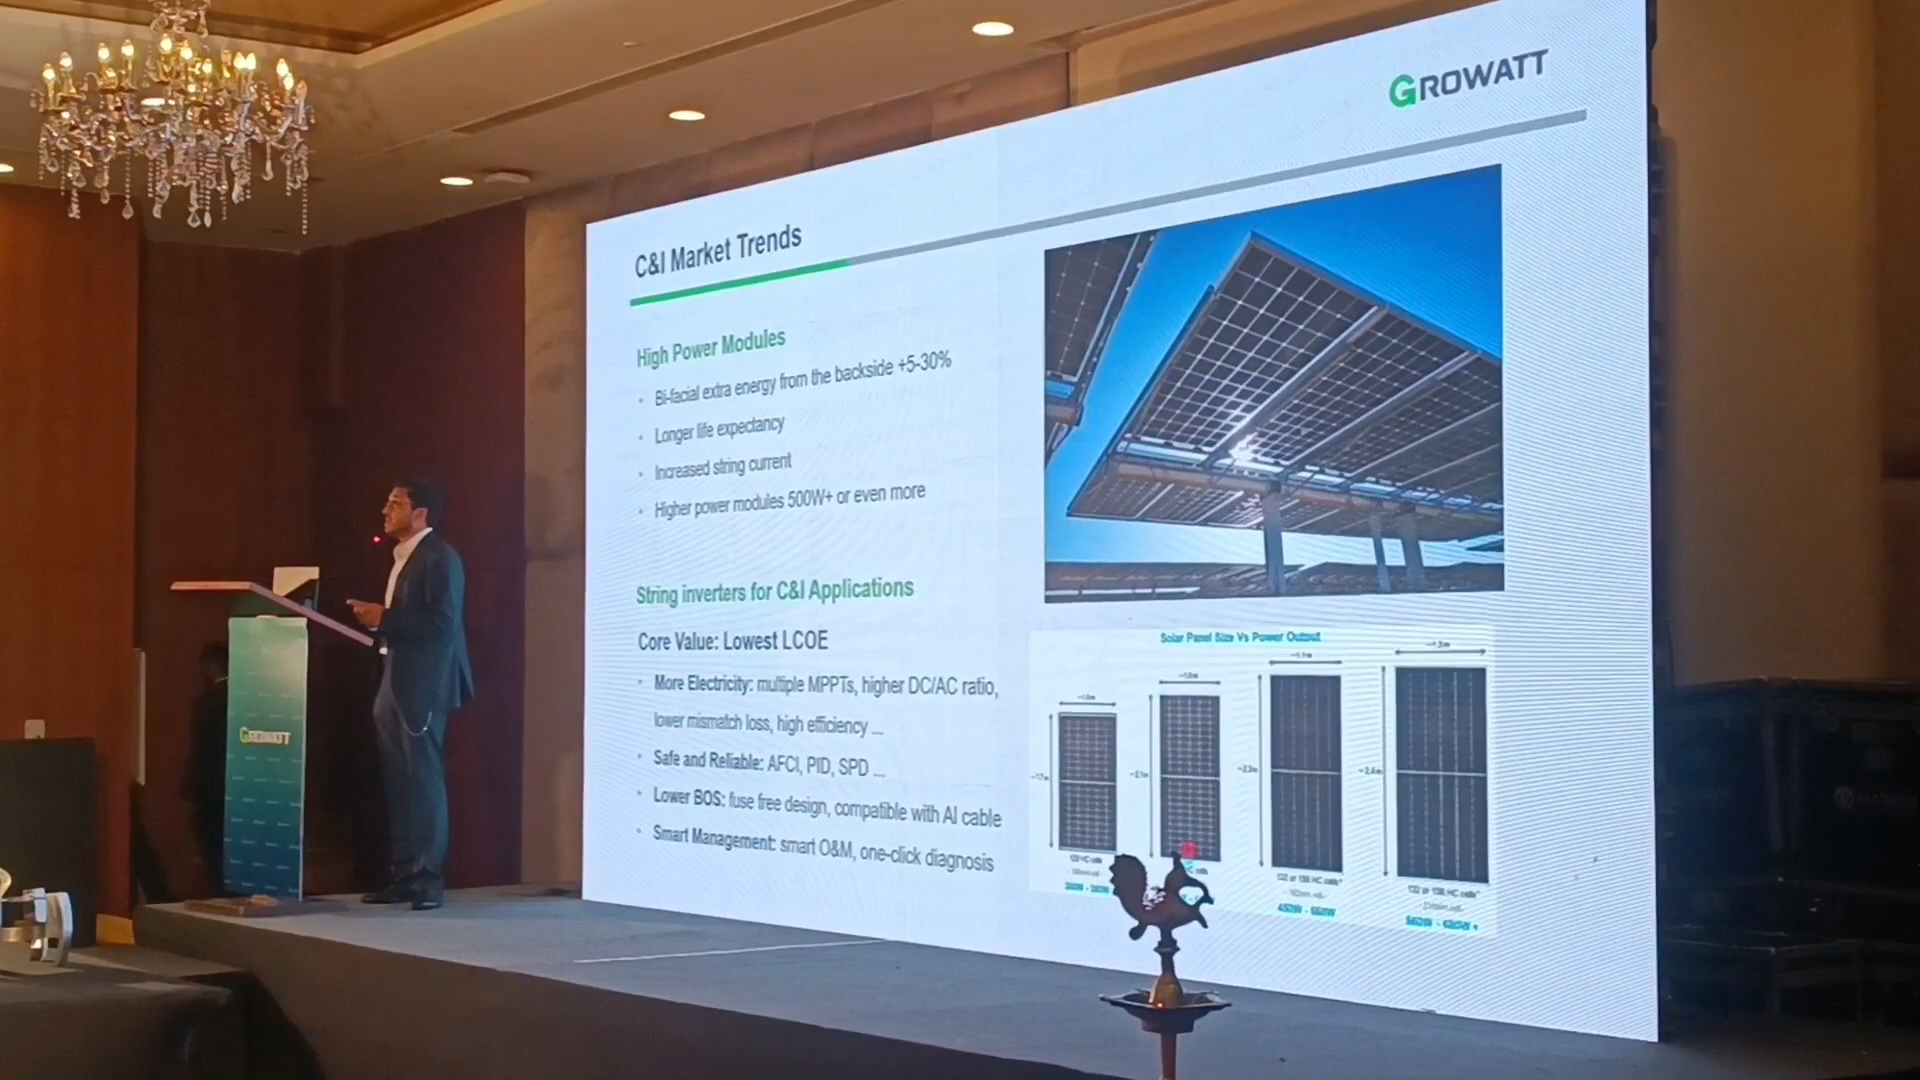 GROWATT
C&I Market Trends
High Power Modules
• Bi-facial extra energy from the backside +5-30%
• Longer life expectancy
• Increased string current
• Higher power modules 500W+ or even more
String inverters for C&I Applications
Core Value: Lowest LCOE
• More Electricity: multiple MPPTs, higher DC/AC ratio,
lower mismatch loss, high efficiency ...
• Safe and Reliable: AFCI, PID, SPD ...
• Lower BOS: fuse free design, compatible with Al cable
• Smart Management: smart O&M, one-click diagnosis
Solar Panel Size Vs Power Output
GROWATT